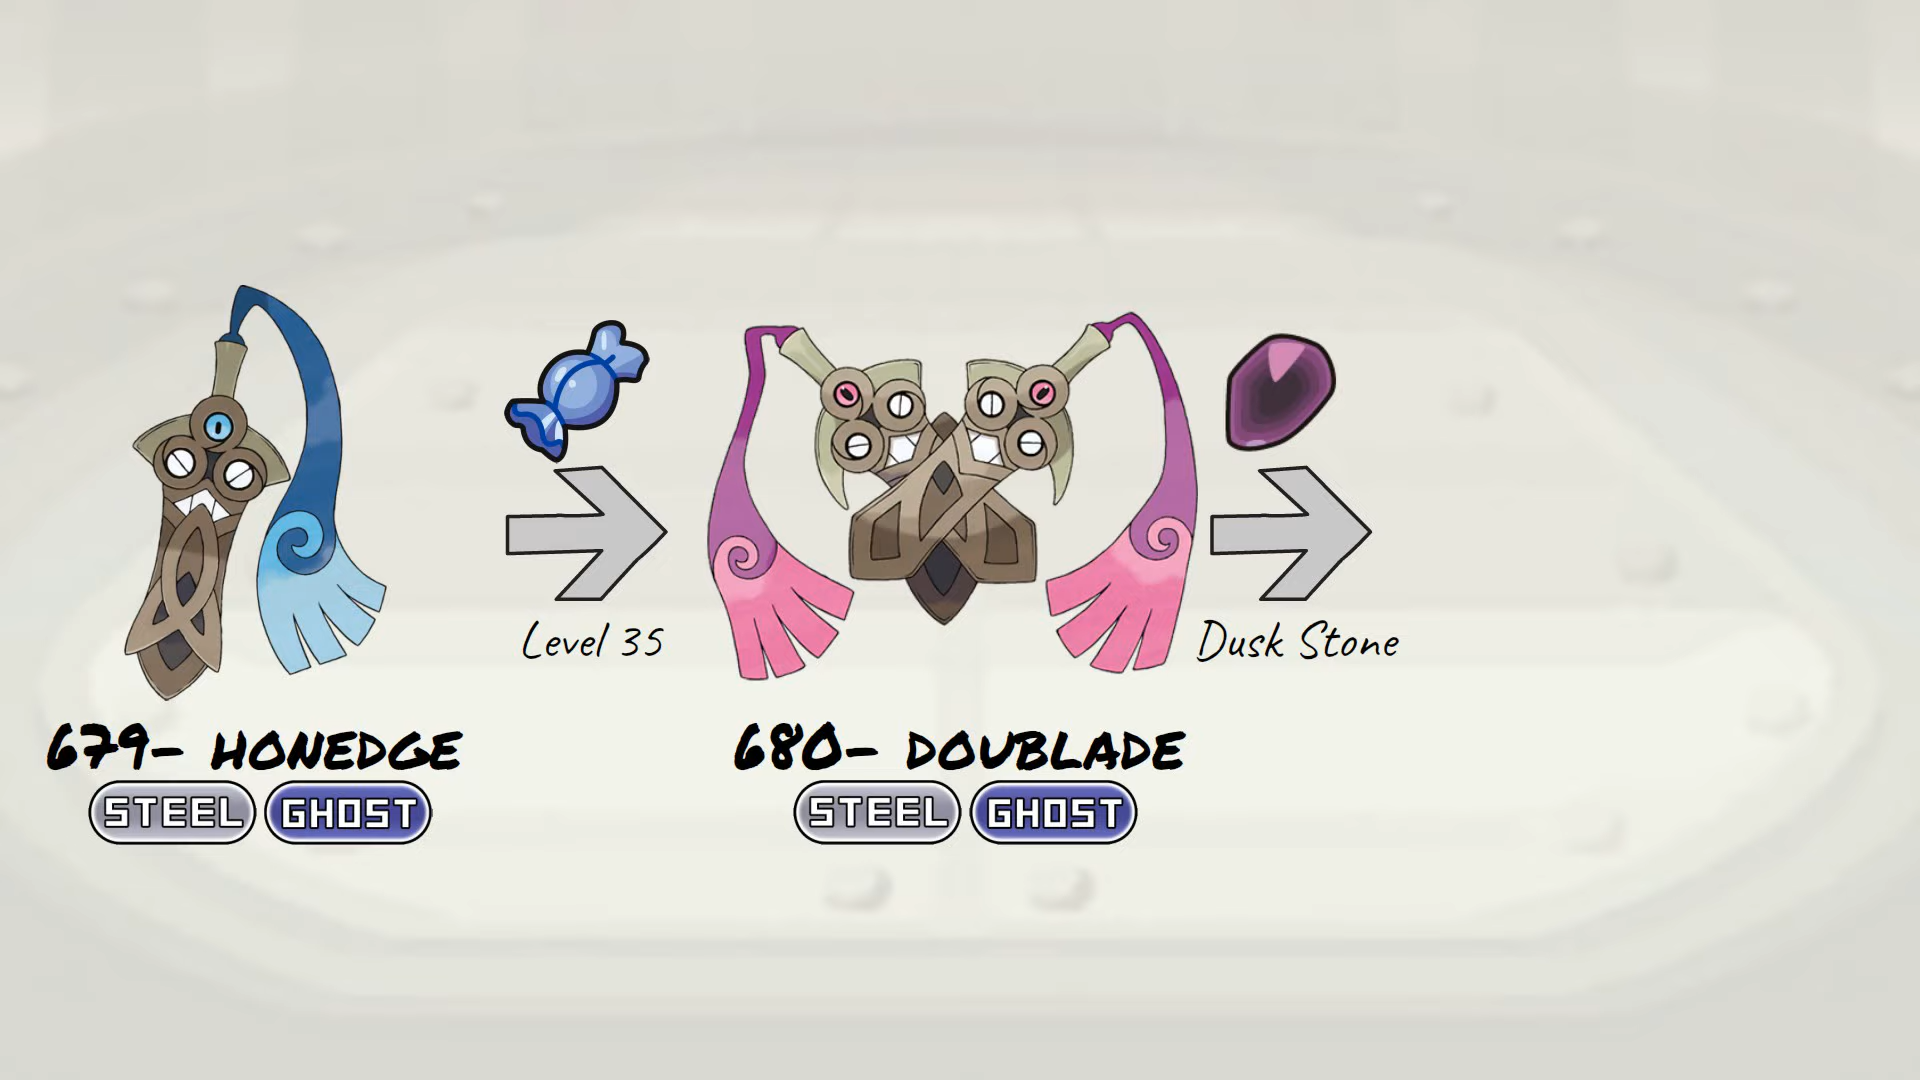 Level 35
Dusk Stone
679- HONEDGE
680- DOUBLADE
STEEL GHOST
STEEL GHOST